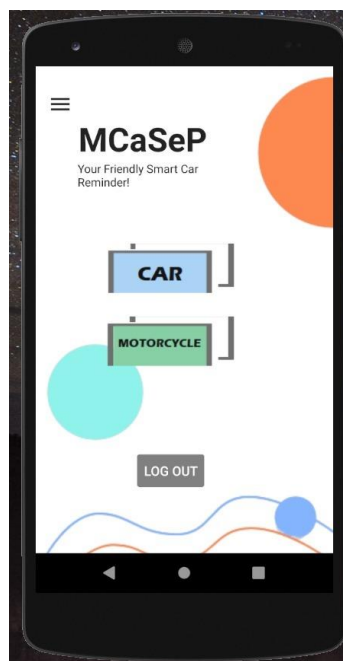 MCaSeP
Your Friendly Smart Car
Reminder!
CAR
MOTORCYCLE
LOG OUT